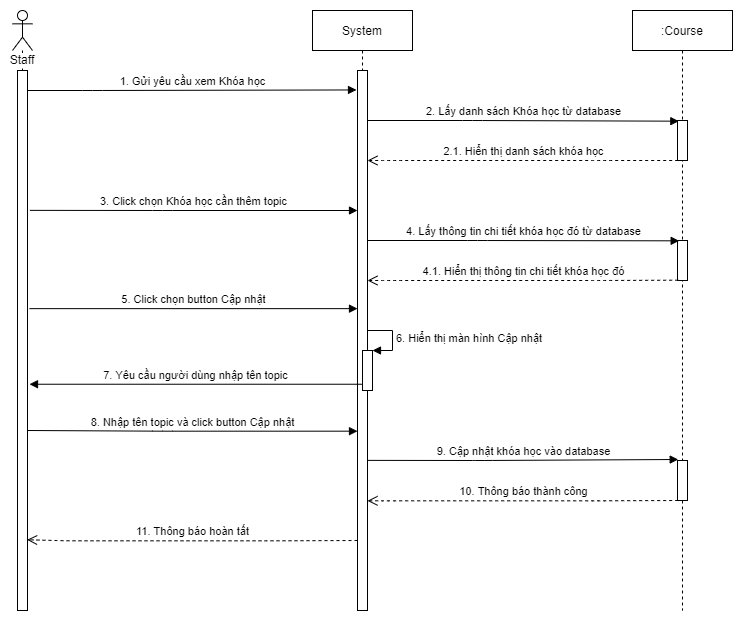 System
:Course
Staff
1. Gửi yêu cầu xem Khóa học
2. Lấy danh sách Khóa học từ database
2.1. Hiển thị danh sách khóa học
3. Click chọn Khóa học cần thêm topic
4. Lấy thông tin chi tiết khóa học đó từ database
4.1. Hiển thị thông tin chi tiết khóa học đó
5. Click chọn button Cập nhật
6. Hiển thị màn hình Cập nhật
7. Yêu cầu người dùng nhập tên topic
8. Nhập tên topic và click button Cập nhật
9. Cập nhật khóa học vào database
10. Thông báo thành công
11. Thông báo hoàn tất